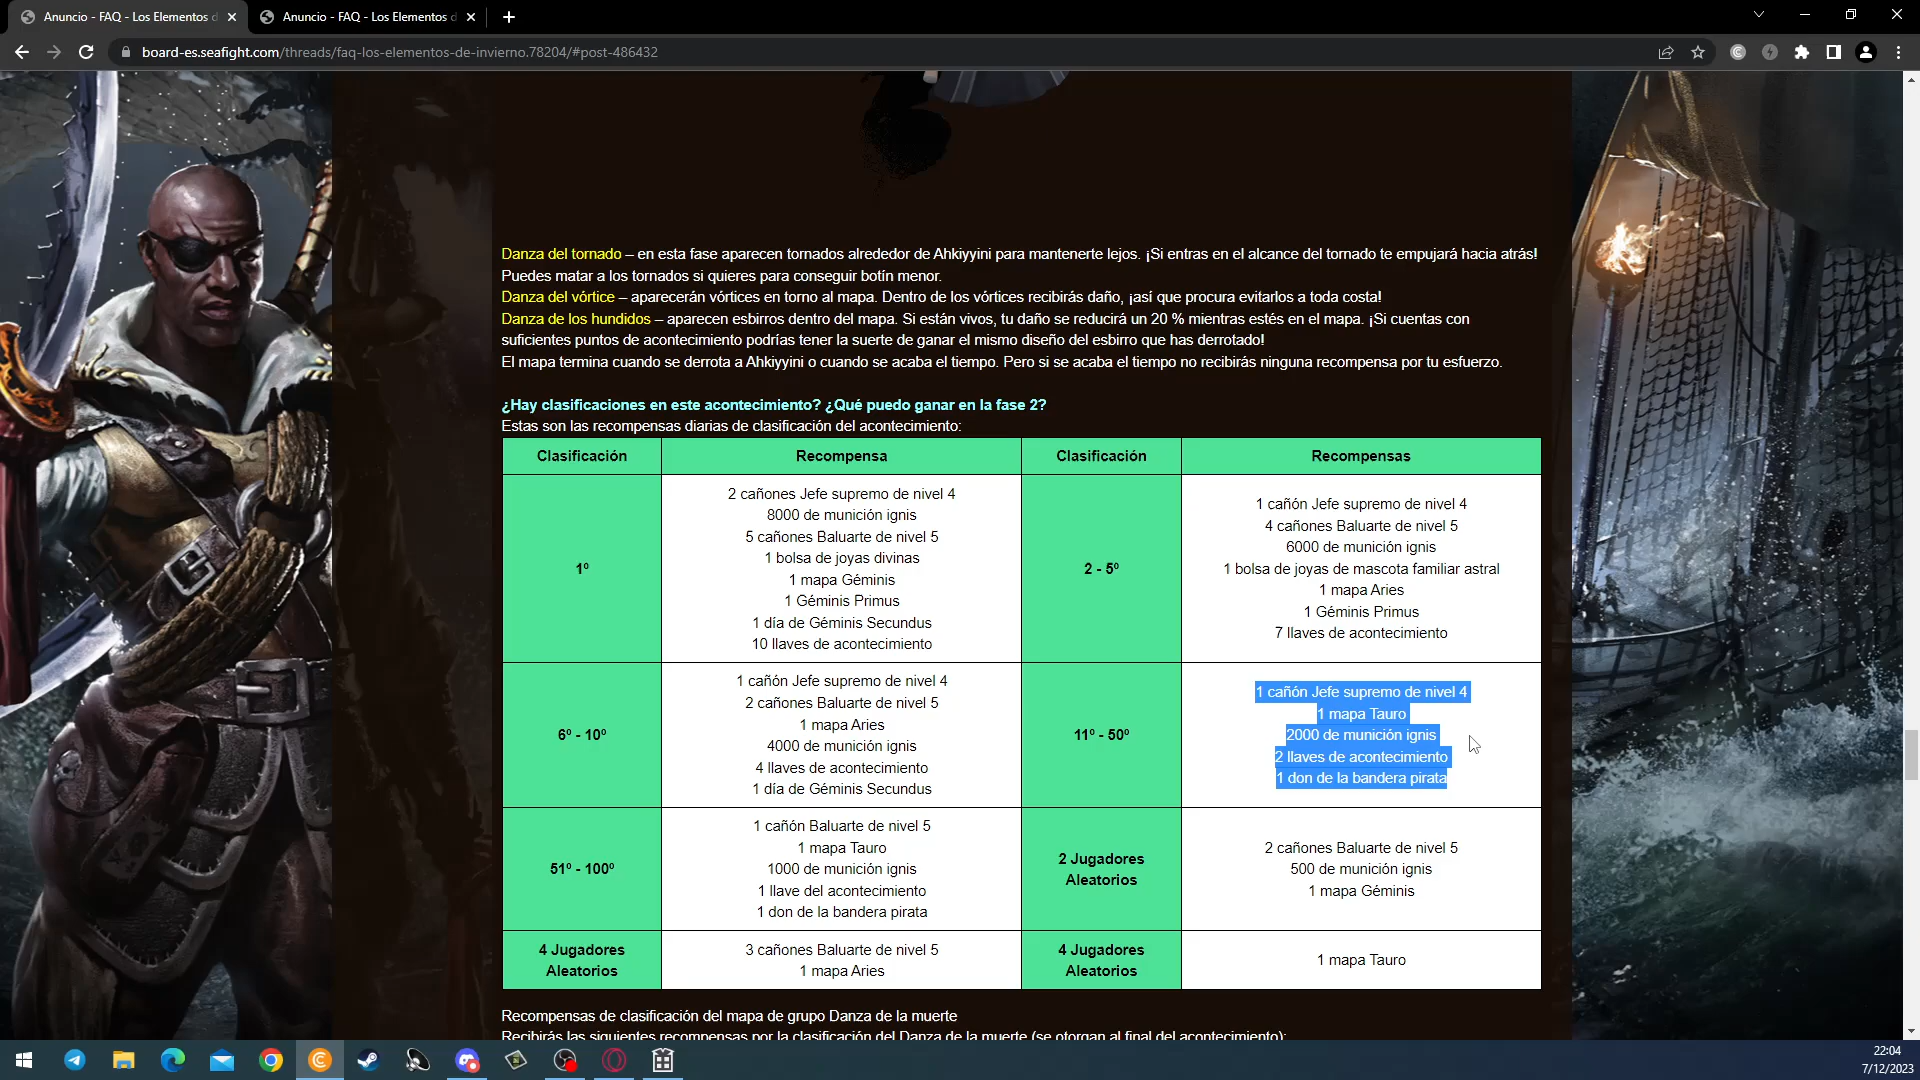 Anuncio - FAQ - Los Elementos d
Anuncio - FAQ - Los Elementos d
board-es.seafight.com/threads/faq-los-elementos-de-invierno.78204/#post-486432
Danza del tornado – en esta fase aparecen tornados alrededor de Ahkiyyini para mantenerte lejos. ¡Si entras en el alcance del tornado te empujará hacia atrás!
Puedes matar a los tornados si quieres para conseguir botín menor.
Danza del vórtice – aparecerán vórtices en torno al mapa. Dentro de los vórtices recibirás daño, ¡así que procura evitarlos a toda costa!
Danza de los hundidos – aparecen esbirros dentro del mapa. Si están vivos, tu daño se reducirá un 20 % mientras estés en el mapa. ¡Si cuentas con
suficientes puntos de acontecimiento podrías tener la suerte de ganar el mismo diseño del esbirro que has derrotado!
El mapa termina cuando se derrota a Ahkiyyini o cuando se acaba el tiempo. Pero si se acaba el tiempo no recibirás ninguna recompensa por tu esfuerzo.
¿Hay clasificaciones en este acontecimiento? ¿Qué puedo ganar en la fase 2?
Estas son las recompensas diarias de clasificación del acontecimiento:
Clasificación
Recompensa
Clasificación
Recompensas
1º
2 cañones Jefe supremo de nivel 4
8000 de munición ignis
5 cañones Baluarte de nivel 5
1 bolsa de joyas divinas
1 mapa Géminis
1 Géminis Primus
1 día de Géminis Secundus
10 llaves de acontecimiento
2 - 5º
1 cañón Jefe supremo de nivel 4
4 cañones Baluarte de nivel 5
6000 de munición ignis
1 bolsa de joyas de mascota familiar astral
1 mapa Aries
1 Géminis Primus
7 llaves de acontecimiento
6º - 10º
1 cañón Jefe supremo de nivel 4
2 cañones Baluarte de nivel 5
1 mapa Aries
4000 de munición ignis
4 llaves de acontecimiento
1 día de Géminis Secundus
11º - 50º
1 cañón Jefe supremo de nivel 4
1 mapa Tauro
2000 de munición ignis
2 llaves de acontecimiento
1 don de la bandera pirata
51º - 100º
1 cañón Baluarte de nivel 5
1 mapa Tauro
1000 de munición ignis
1 llave del acontecimiento
1 don de la bandera pirata
2 Jugadores
Aleatorios
2 cañones Baluarte de nivel 5
500 de munición ignis
1 mapa Géminis
4 Jugadores
Aleatorios
3 cañones Baluarte de nivel 5
1 mapa Aries
4 Jugadores
Aleatorios
1 mapa Tauro
Recompensas de clasificación del mapa de grupo Danza de la muerte
Recibirás las siguientes recompensas por la clasificación del Danza de la muerte (se otorgan al final del acontecimiento):
22:04
7/12/2023